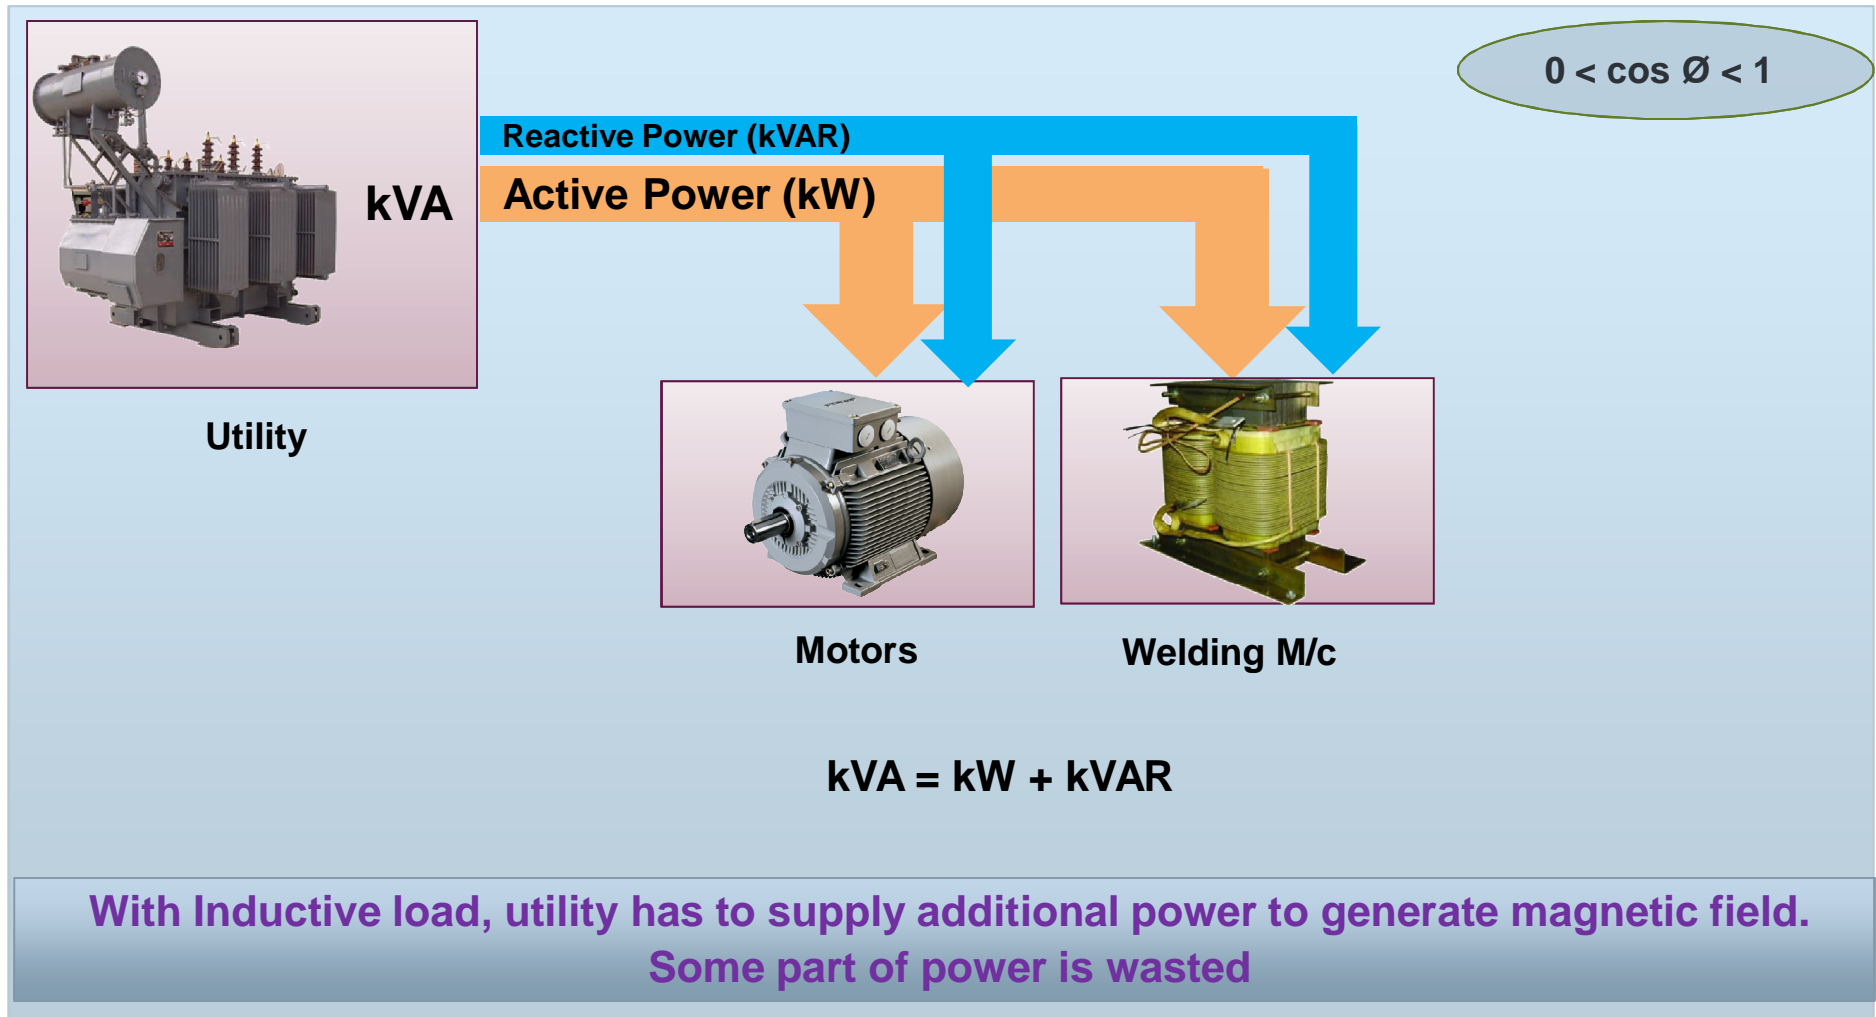 0 < cos Ø < 1
Reactive Power (kVAR)
Active Power (kW)
kVA
Utility
Motors
Welding M/c
kVA = kW + kVAR
With Inductive load, utility has to supply additional power to generate magnetic field.
Some part of power is wasted